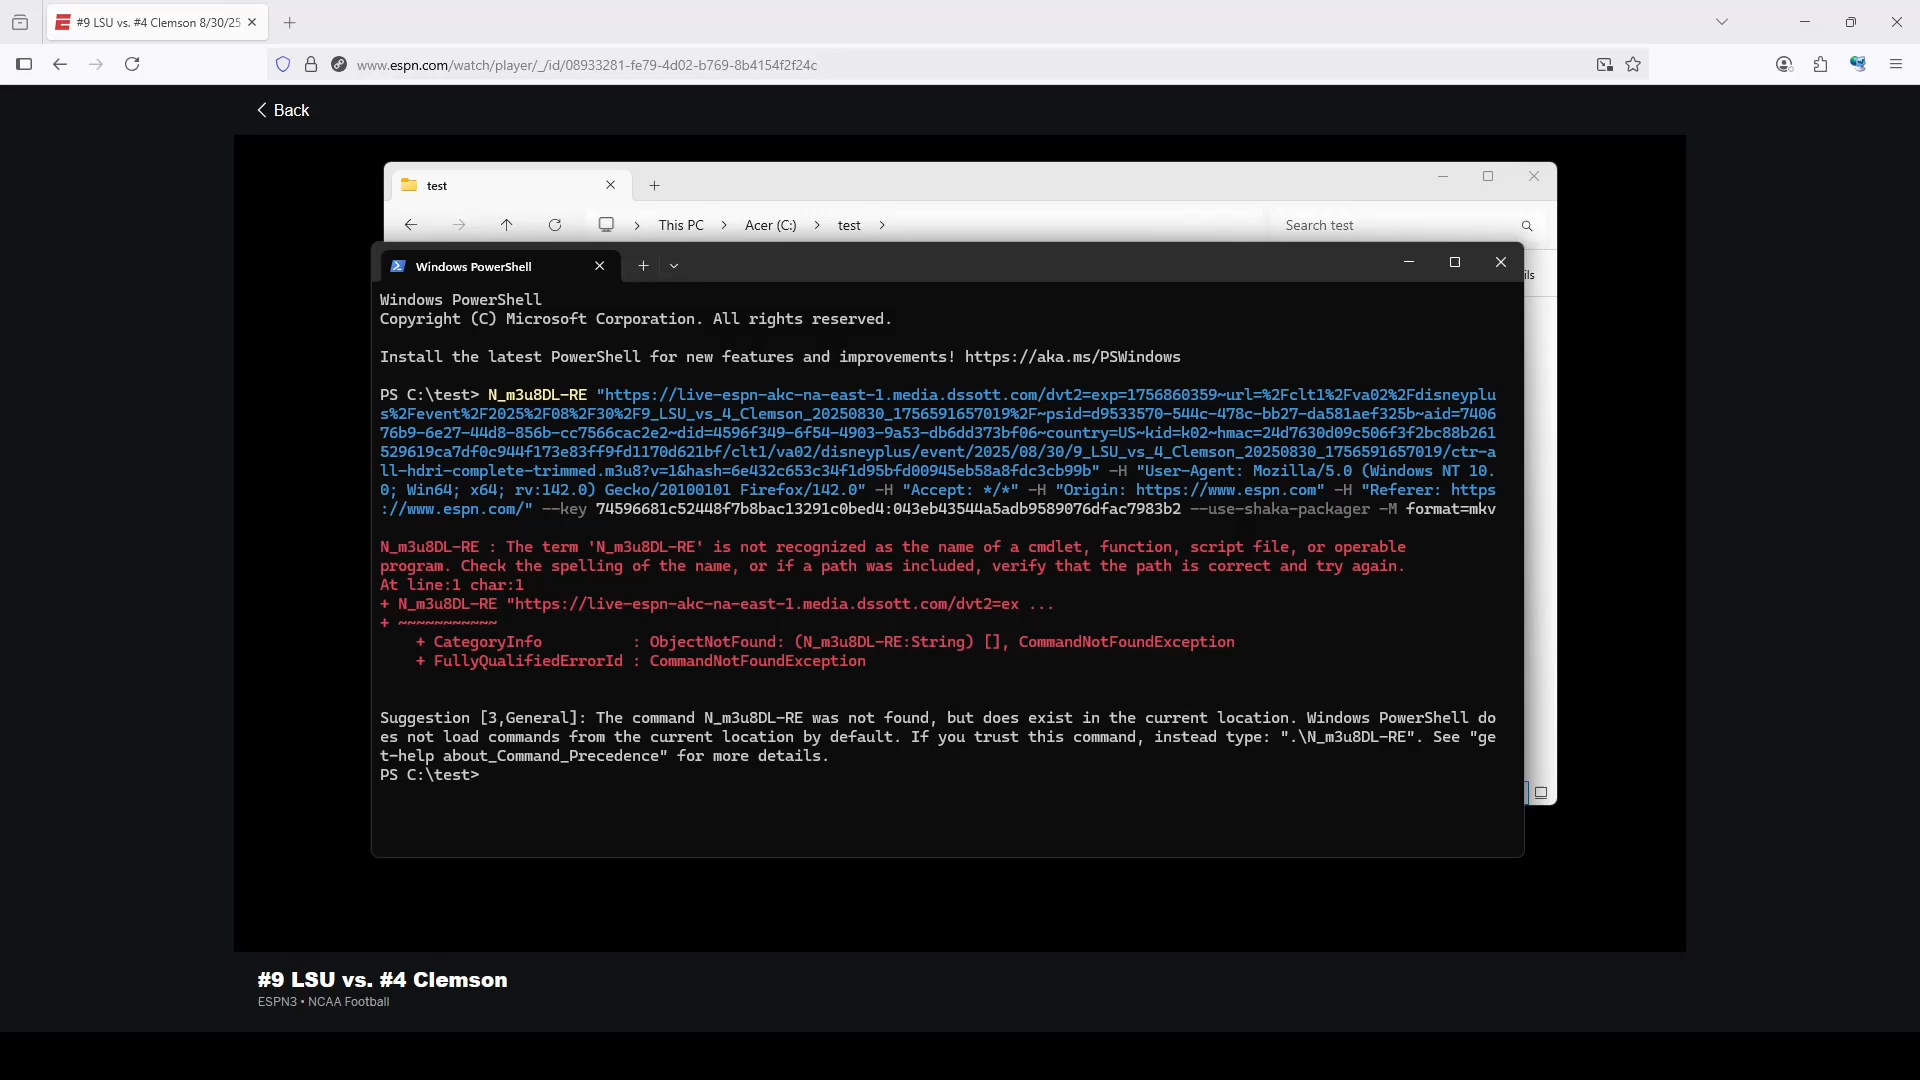 #9 LSU vs. #4 Clemson 8/30/25
www.espn.com/watch/player/_/id/08933281-fe79-4d02-b769-8b4154f2f24c
Back
test
This PC
Acer (C:)
test
Search test
ils
Windows PowerShell
Windows PowerShell
Copyright (C) Microsoft Corporation. All rights reserved.
Install the latest PowerShell for new features and improvements! https://aka.ms/PSWindows
PS C:\test> N_m3u8DL-RE "https://live-espn-akc-na-east-1.media.dssott.com/dvt2=exp=1756860359~url=%2Fclt1%2Fva02%2Fdisneyplu
s%2Fevent%2F2025%2F08%2F30%2F9_LSU_vs_4_Clemson_20250830_1756591657019%2F~psid=d9533570-544c-478c-bb27-da581aef325b~aid=7406
76b9-6e27-44d8-856b-cc7566cac2e2~did=4596f349-6f54-4903-9a53-db6dd373bf06~country=US~kid=k02~hmac=24d7630d09c506f3f2bc88b261
529619ca7df0c944f173e83ff9fd1170d621bf/clt1/va02/disneyplus/event/2025/08/30/9_LSU_vs_4_Clemson_20250830_1756591657019/ctr-a
ll-hdri-complete-trimmed.m3u8?v=1&hash=6e432c653c34f1d95bfd00945eb58a8fdc3cb99b" -H "User-Agent: Mozilla/5.0 (Windows NT 10.
0; Win64; x64; rv:142.0) Gecko/20100101 Firefox/142.0" -H "Accept: */*" -H "Origin: https://www.espn.com" -H "Referer: https
://www.espn.com/" --key 74596681c52448f7b8bac13291c0bed4:043eb43544a5adb9589076dfac7983b2 --use-shaka-packager -M format=mkv
N_m3u8DL-RE : The term 'N_m3u8DL-RE' is not recognized as the name of a cmdlet, function, script file, or operable
program. Check the spelling of the name, or if a path was included, verify that the path is correct and try again.
At line:1 char:1
+ N_m3u8DL-RE "https://live-espn-akc-na-east-1.media.dssott.com/dvt2=ex ...
+ ~~~~~~~~~~~
+ CategoryInfo : ObjectNotFound: (N_m3u8DL-RE:String) [], CommandNotFoundException
+ FullyQualifiedErrorId : CommandNotFoundException
Suggestion [3,General]: The command N_m3u8DL-RE was not found, but does exist in the current location. Windows PowerShell do
es not load commands from the current location by default. If you trust this command, instead type: ".\N_m3u8DL-RE". See "ge
t-help about_Command_Precedence" for more details.
PS C:\test>
#9 LSU vs. #4 Clemson
ESPN3 • NCAA Football